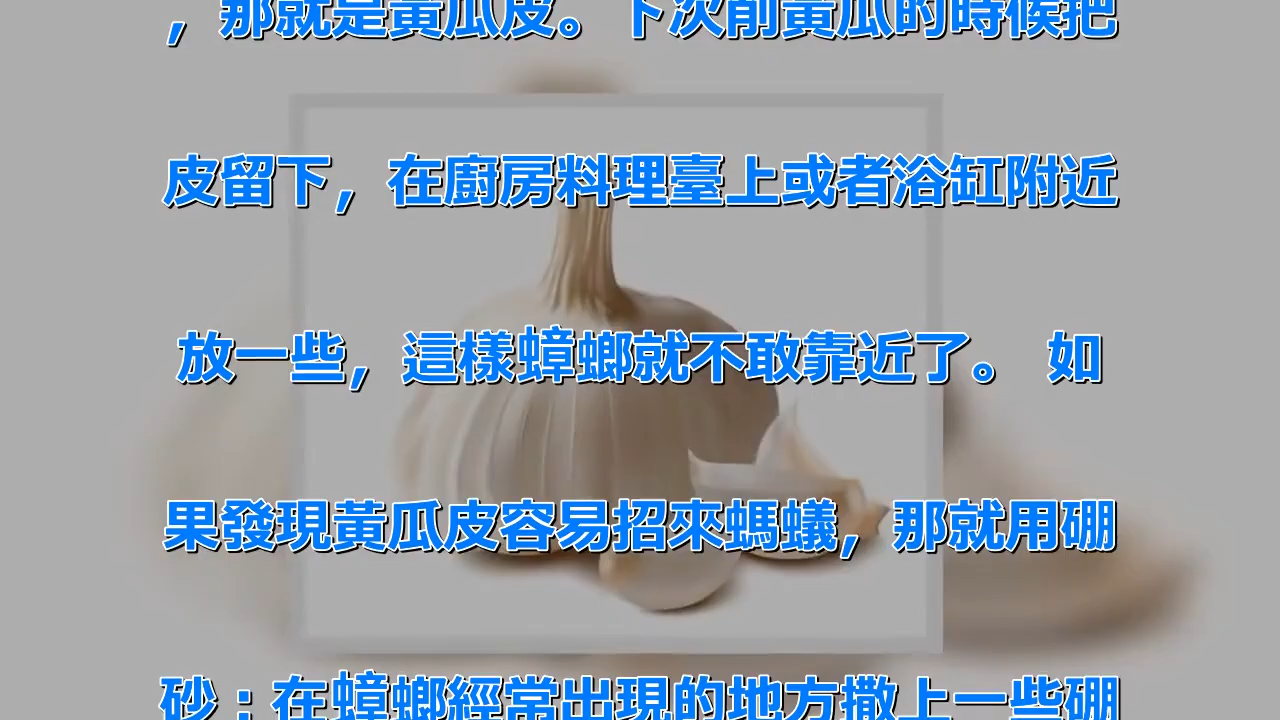 ，那就是黃瓜皮。下次削黃瓜的時候把
皮留下，在廚房料理臺上或者浴缸附近
放一些，這樣蟑螂就不敢靠近了。 如
果發現黃瓜皮容易招來螞蟻，那就用硼
砂：在蟑螂經常出現的地方撒上一些硼